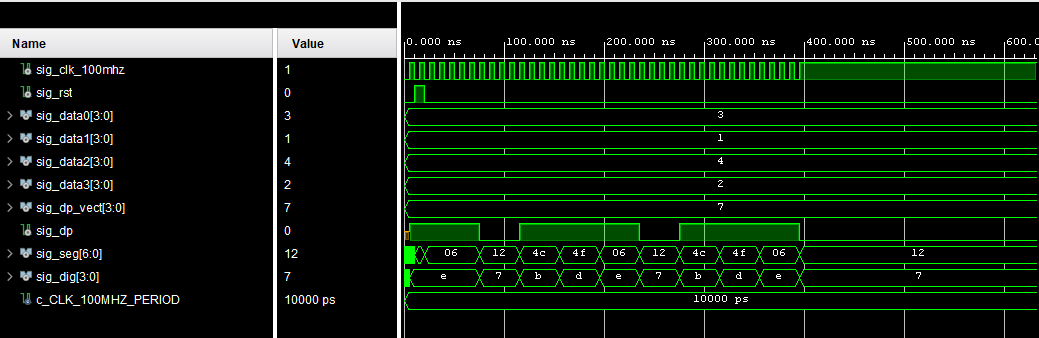 Name Value
0.000 ns 100.000 ns 200.000 ns 300.000 ns 400.000 ns 500.000 ns 600.0
sig_clk_100mhz 1
sig_rst 0
sig_data0[3:0] 3 3
sig_data1[3:0] 1 1
sig_data2[3:0] 4 4
sig_data3[3:0] 2 2
sig_dp_vect[3:0] 7 7
sig_dp 0
sig_seg[6:0] 12 06 12 4c 4f 06 12 4c 4f 06 12
sig_dig[3:0] 7 e 7 b d e 7 b d e 7
c_CLK_100MHZ_PERIOD 10000 ps 10000 ps